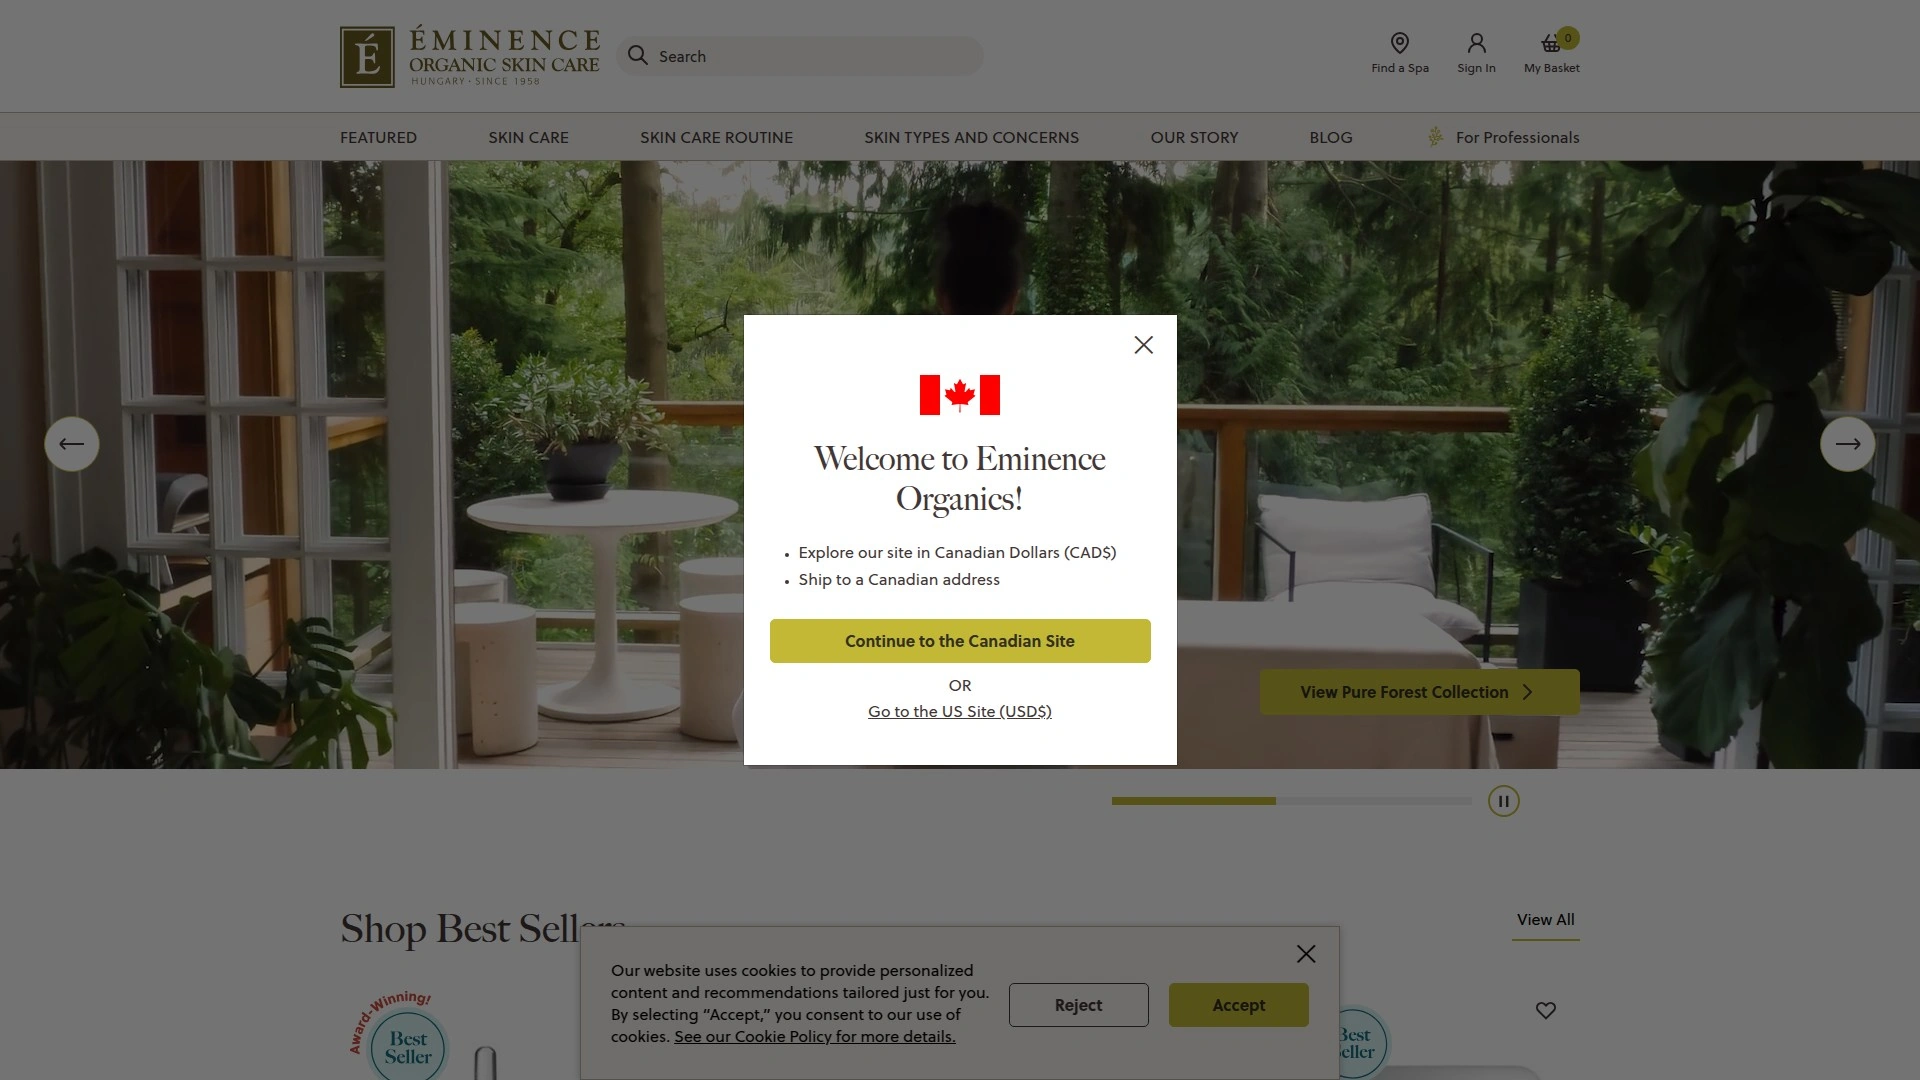 É
ÉMINENCE
ORGANIC SKIN CARE
HUNGARY · SINCE 1958
Search
Find a Spa
Sign In
0
My Basket
FEATURED
SKIN CARE
SKIN CARE ROUTINE
SKIN TYPES AND CONCERNS
OUR STORY
BLOG
For Professionals
Welcome to Eminence
Organics!
• Explore our site in Canadian Dollars (CAD$)
• Ship to a Canadian address
Continue to the Canadian Site
OR
Go to the US Site (USD$)
View Pure Forest Collection
Shop Best Sellers
View All
Our website uses cookies to provide personalized
content and recommendations tailored just for you.
By selecting “Accept,” you consent to our use of
cookies. See our Cookie Policy for more details.
Reject
Accept
Award-Winning!
Best
Seller
Best
eller